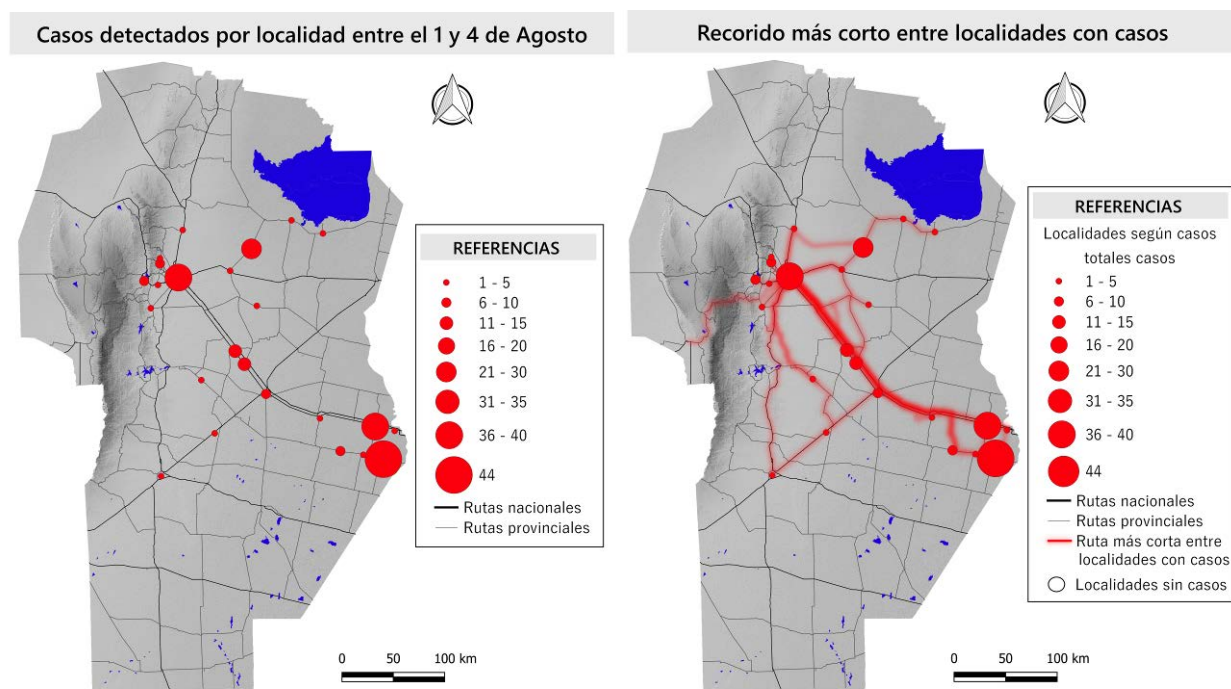 Casos detectados por localidad entre el 1 y 4 de Agosto
REFERENCIAS
1 - 5
6 - 10
11 - 15
16 - 20
21 - 30
31 - 35
36 - 40
44
Rutas nacionales
Rutas provinciales
0 50 100 km
Recorido más corto entre localidades con casos
REFERENCIAS
Localidades según casos
totales casos
1 - 5
6 - 10
11 - 15
16 - 20
21 - 30
31 - 35
36 - 40
44
Rutas nacionales
Rutas provinciales
Ruta más corta entre
localidades con casos
Localidades sin casos
0 50 100 km